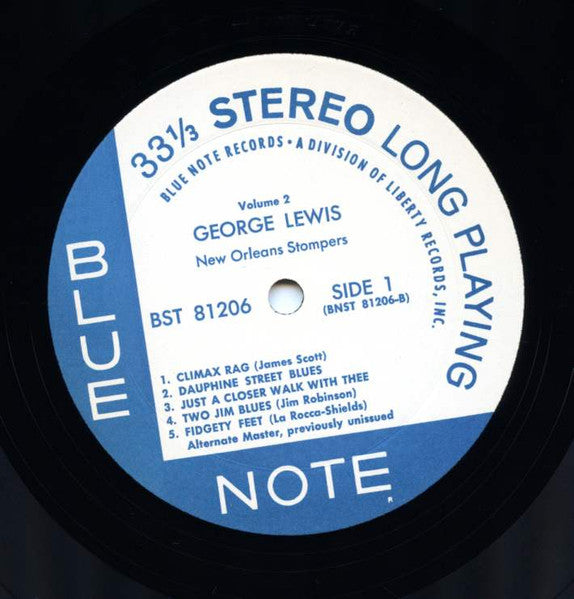 33⅓ STEREO LONG PLAYING
BLUE NOTE RECORDS • A DIVISION OF LIBERTY RECORDS, INC.
Volume 2
GEORGE LEWIS
New Orleans Stompers
BST 81206
SIDE 1
(BNST 81206-B)
1. CLIMAX RAG (James Scott)
2. DAUPHINE STREET BLUES
3. JUST A CLOSER WALK WITH THEE
4. TWO JIM BLUES (Jim Robinson)
5. FIDGETY FEET (La Rocca-Shields)
Alternate Master, previously unissued
BLUE
NOTE